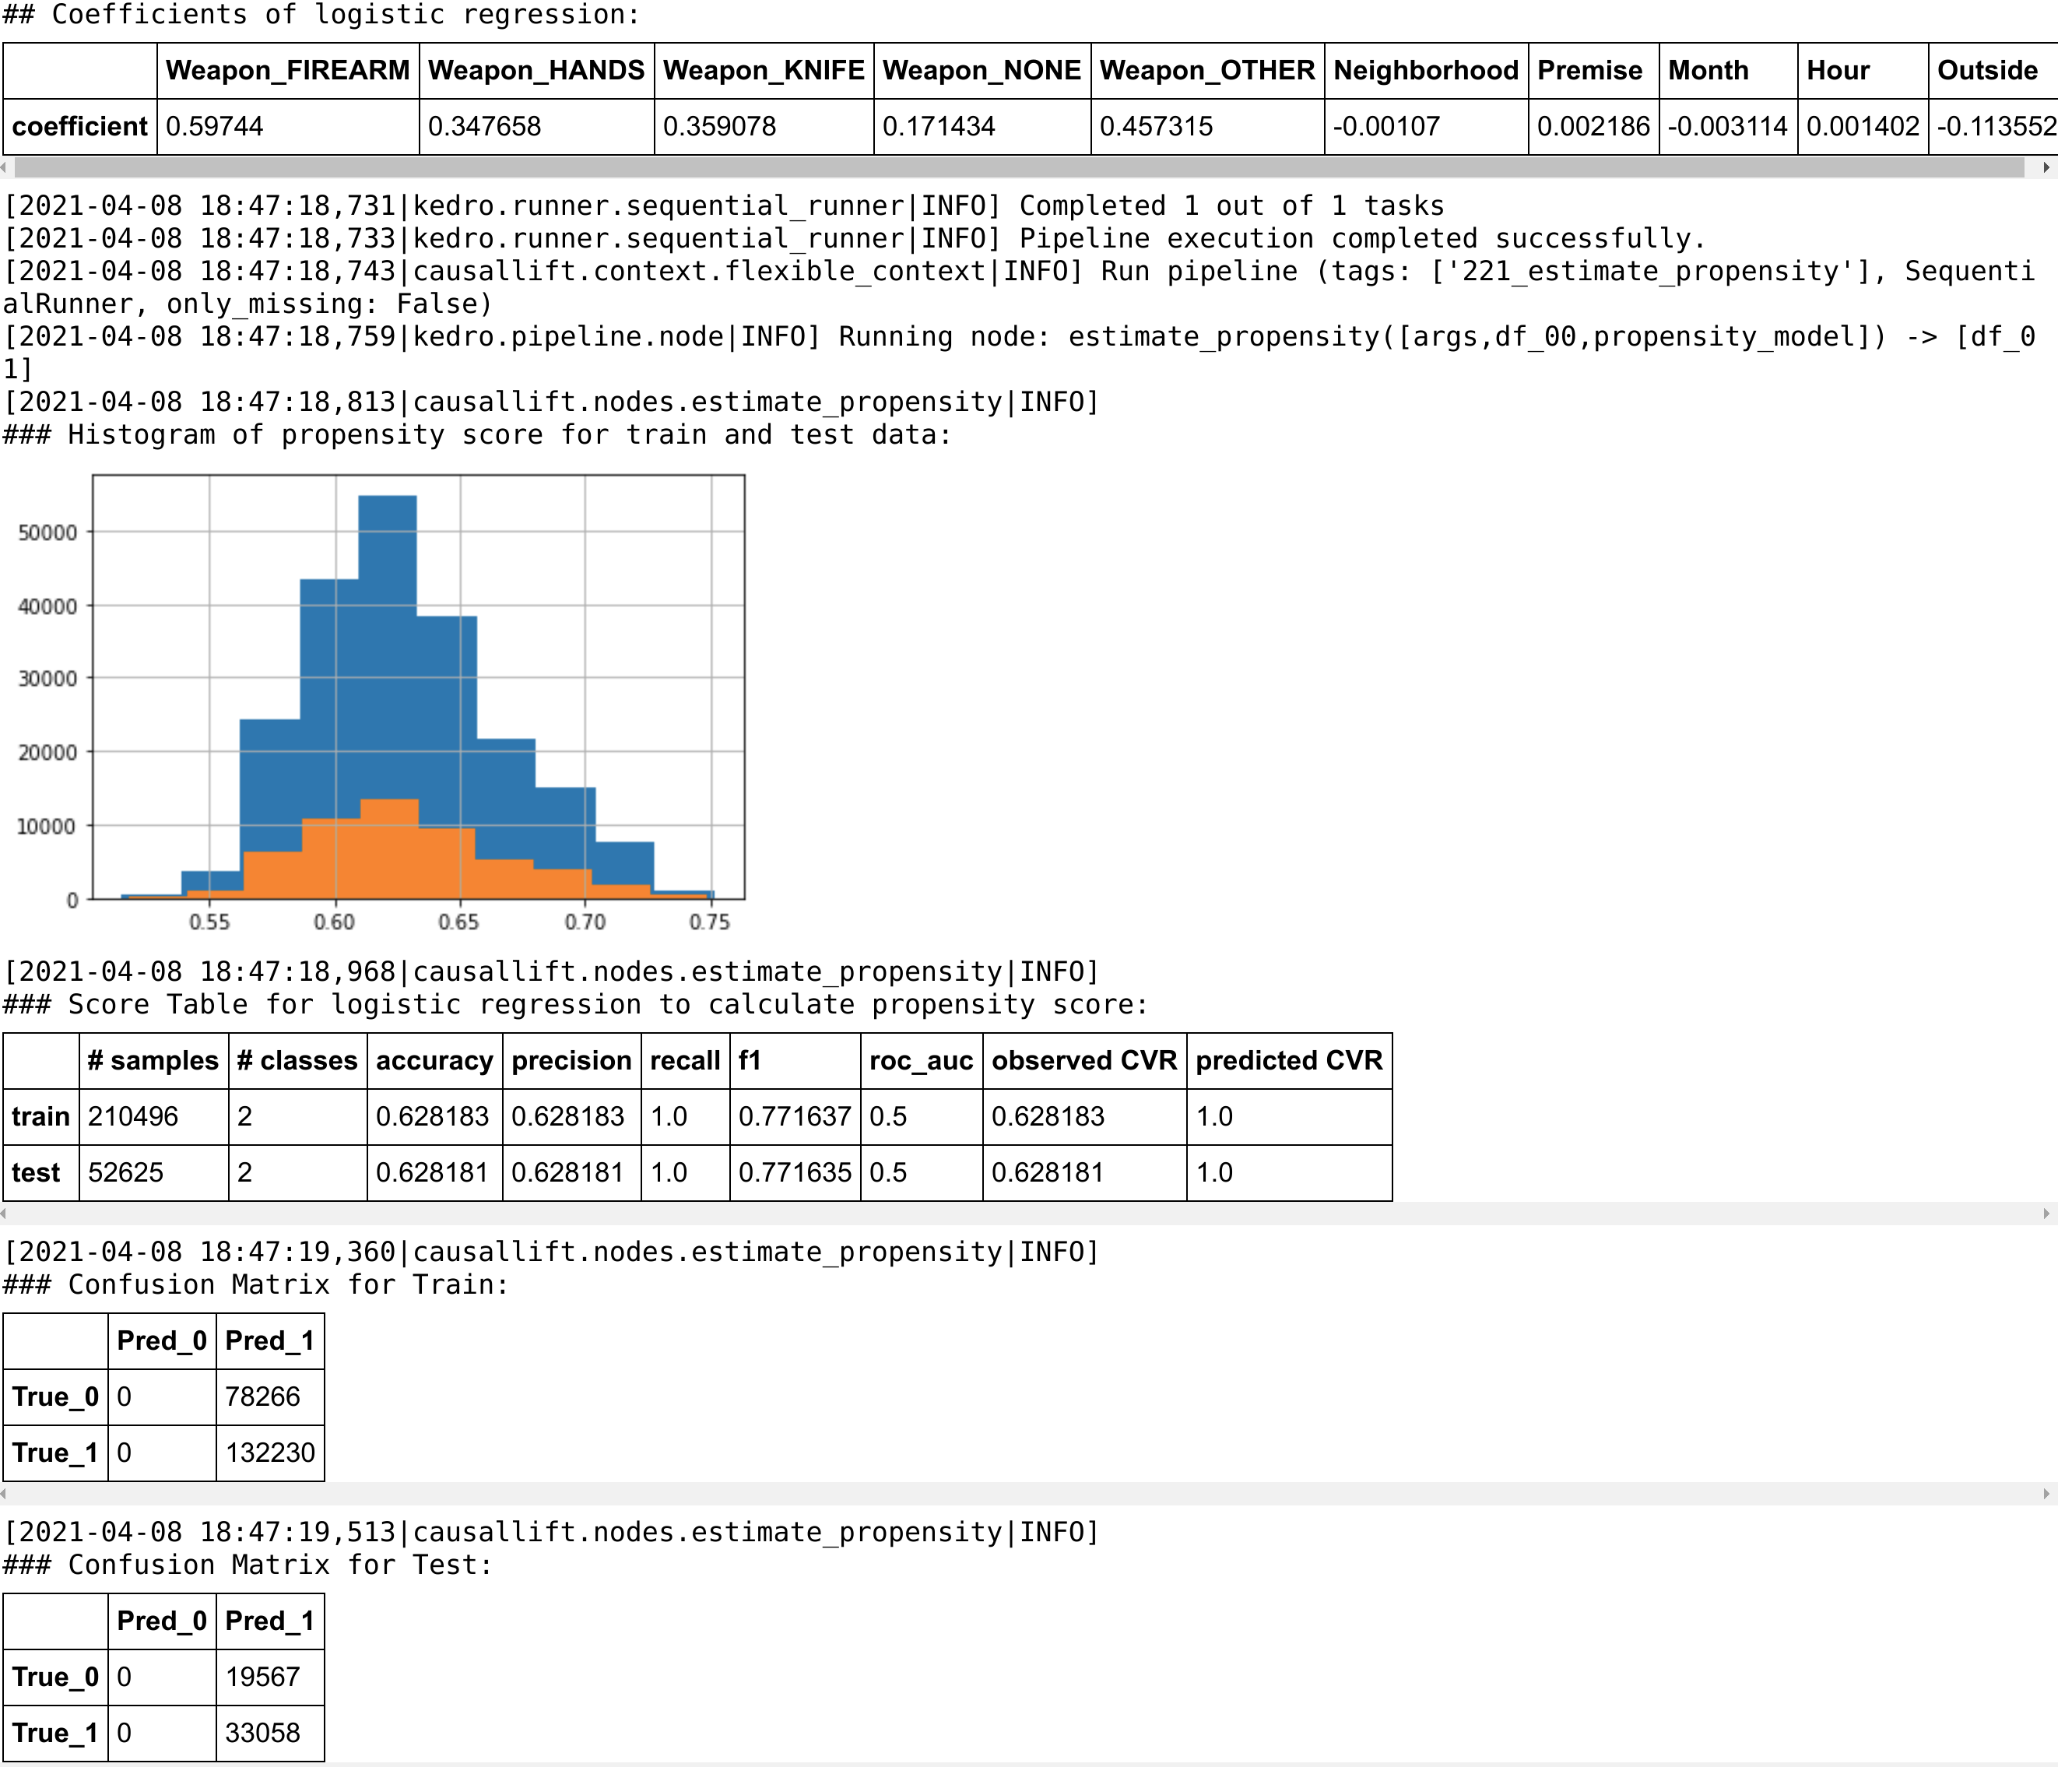 ## Coefficients of logistic regression:
Weapon_FIREARM Weapon_HANDS Weapon_KNIFE Weapon_NONE Weapon_OTHER Neighborhood Premise Month Hour Outside
coefficient 0.59744 0.347658 0.359078 0.171434 0.457315 -0.00107 0.002186 -0.003114 0.001402 -0.113552
[2021-04-08 18:47:18,731|kedro.runner.sequential_runner|INFO] Completed 1 out of 1 tasks
[2021-04-08 18:47:18,733|kedro.runner.sequential_runner|INFO] Pipeline execution completed successfully.
[2021-04-08 18:47:18,743|causallift.context.flexible_context|INFO] Run pipeline (tags: ['221_estimate_propensity'], Sequenti
alRunner, only_missing: False)
[2021-04-08 18:47:18,759|kedro.pipeline.node|INFO] Running node: estimate_propensity([args,df_00,propensity_model]) -> [df_0
1]
[2021-04-08 18:47:18,813|causallift.nodes.estimate_propensity|INFO]
### Histogram of propensity score for train and test data:
50000
40000
30000
20000
10000
0
0.55 0.60 0.65 0.70 0.75
[2021-04-08 18:47:18,968|causallift.nodes.estimate_propensity|INFO]
### Score Table for logistic regression to calculate propensity score:
# samples # classes accuracy precision recall f1 roc_auc observed CVR predicted CVR
train 210496 2 0.628183 0.628183 1.0 0.771637 0.5 0.628183 1.0
test 52625 2 0.628181 0.628181 1.0 0.771635 0.5 0.628181 1.0
[2021-04-08 18:47:19,360|causallift.nodes.estimate_propensity|INFO]
### Confusion Matrix for Train:
Pred_0 Pred_1
True_0 0 78266
True_1 0 132230
[2021-04-08 18:47:19,513|causallift.nodes.estimate_propensity|INFO]
### Confusion Matrix for Test:
Pred_0 Pred_1
True_0 0 19567
True_1 0 33058